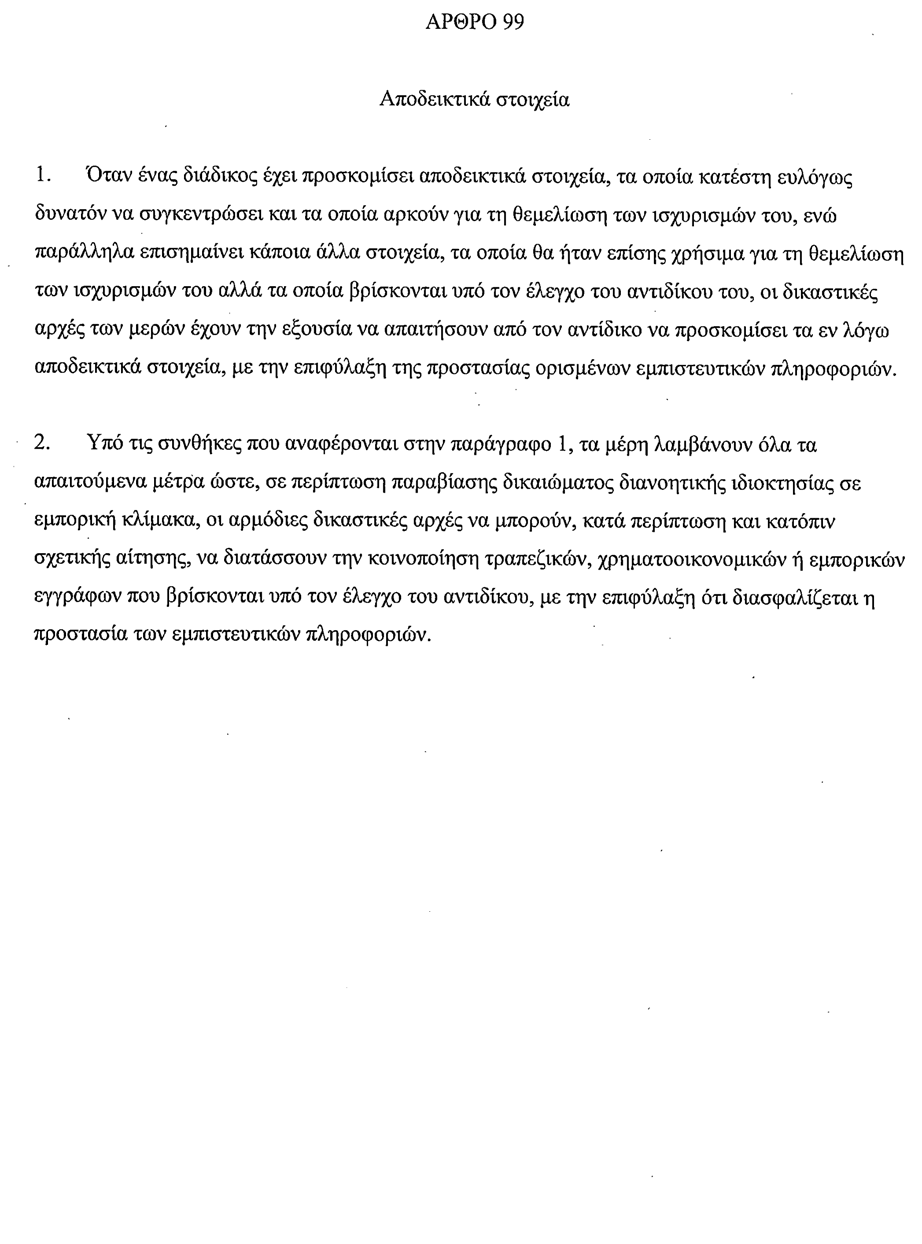 ΑΡΘΡΟ 99
Αποδεικτικά στοιχεία
1. Όταν ένας διάδικος έχει προσκομίσει αποδεικτικά στοιχεία, τα οποία κατέστη ευλόγως
δυνατόν να συγκεντρώσει και τα οποία αρκούν για τη θεμελίωση των ισχυρισμών του, ενώ
παράλληλα επισημαίνει κάποια άλλα στοιχεία, τα οποία θα ήταν επίσης χρήσιμα για τη θεμελίωση
των ισχυρισμών του αλλά τα οποία βρίσκονται υπό τον έλεγχο του αντιδίκου του, οι δικαστικές
αρχές των μερών έχουν την εξουσία να απαιτήσουν από τον αντίδικο να προσκομίσει τα εν λόγω
αποδεικτικά στοιχεία, με την επιφύλαξη της προστασίας ορισμένων εμπιστευτικών πληροφοριών.
2. Υπό τις συνθήκες που αναφέρονται στην παράγραφο 1, τα μέρη λαμβάνουν όλα τα
απαιτούμενα μέτρα ώστε, σε περίπτωση παραβίασης δικαιώματος διανοητικής ιδιοκτησίας σε
εμπορική κλίμακα, οι αρμόδιες δικαστικές αρχές να μπορούν, κατά περίπτωση και κατόπιν
σχετικής αίτησης, να διατάσσουν την κοινοποίηση τραπεζικών, χρηματοοικονομικών ή εμπορικών
εγγράφων που βρίσκονται υπό τον έλεγχο του αντιδίκου, με την επιφύλαξη ότι διασφαλίζεται η
προστασία των εμπιστευτικών πληροφοριών.